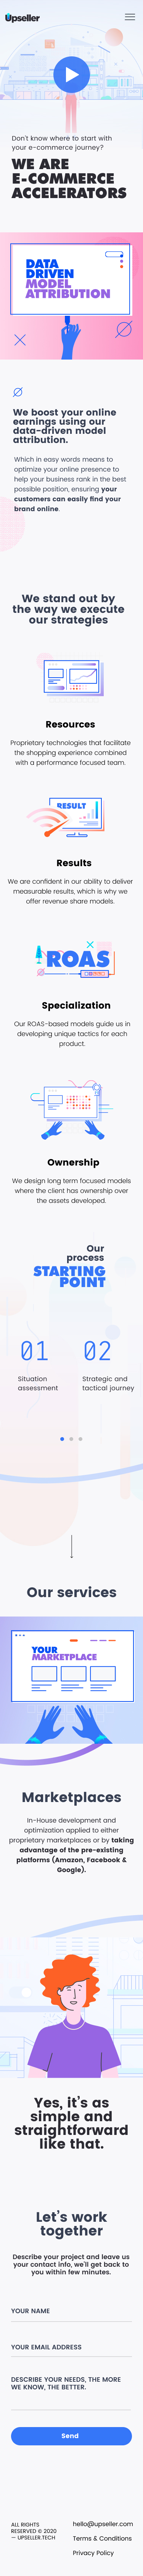 Upseller
Don't know where to start with
your e-commerce journey?
WE ARE
E-COMMERCE
ACCELERATORS
DATA
DRIVEN
MODEL
ATTRIBUTION
We boost your online
earnings using our
data-driven model
attribution.
Which in easy words means to
optimize your online presence to
help your business rank in the best
possible position, ensuring your
customers can easily find your
brand online.
We stand out by
the way we execute
our strategies
Resources
Proprietary technologies that facilitate
the shopping experience combined
with a performance focused team.
RESULT
Results
We are confident in our ability to deliver
measurable results, which is why we
offer revenue share models.
ROAS
Specialization
Our ROAS-based models guide us in
developing unique tactics for each
product.
Ownership
We design long term focused models
where the client has ownership over
the assets developed.
Our
process
STARTING
POINT
01
Situation
assessment
02
Strategic and
tactical journey
Our services
YOUR
MARKETPLACE
Marketplaces
In-House development and
optimization applied to either
proprietary marketplaces or by taking
advantage of the pre-existing
platforms (Amazon, Facebook &
Google).
Yes, it's as
simple and
straightforward
like that.
Let's work
together
Describe your project and leave us
your contact info, we'll get back to
you within few minutes.
YOUR NAME
YOUR EMAIL ADDRESS
DESCRIBE YOUR NEEDS, THE MORE
WE KNOW, THE BETTER.
Send
ALL RIGHTS
RESERVED © 2020
— UPSELLER.TECH
hello@upseller.com
Terms & Conditions
Privacy Policy